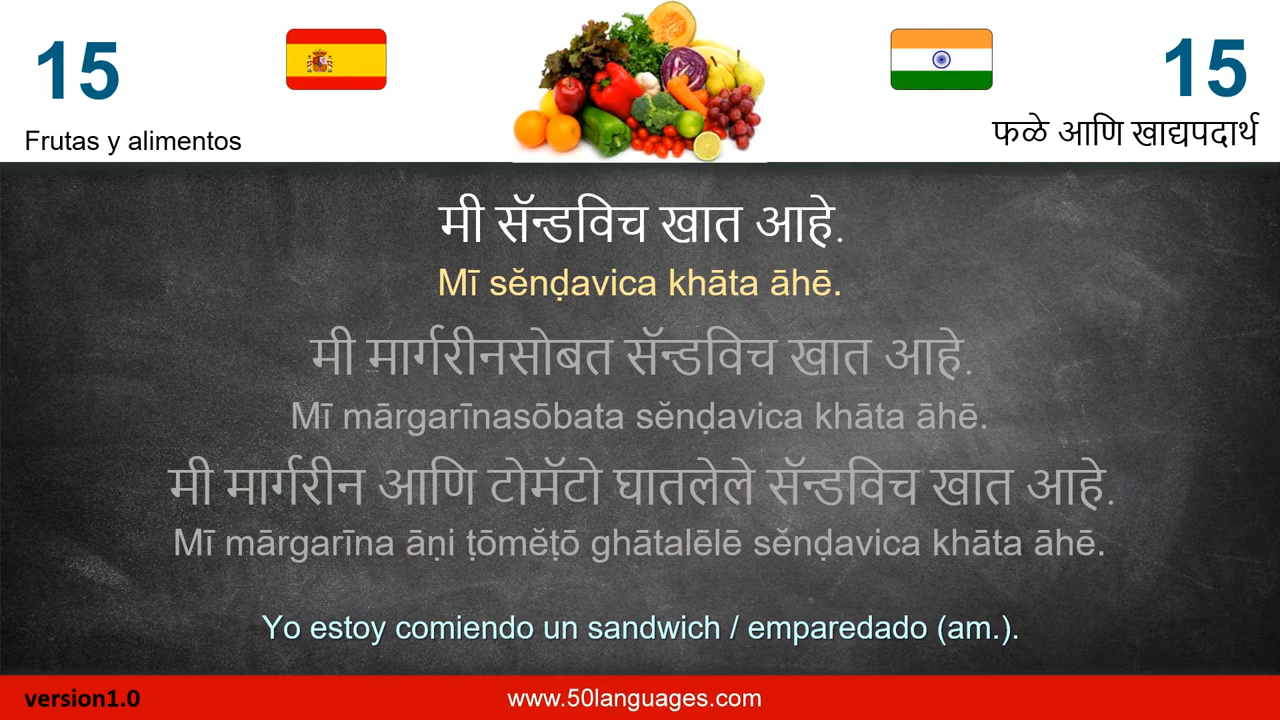 15
15
Frutas y alimentos
फळे आणि खाद्यपदार्थ
मी सॅन्डविच खात आहे.
Mī sĕnḍavica khāta āhē.
मी मार्गरीनसोबत सॅन्डविच खात आहे.
Mī mārgarīnasōbata sĕnḍavica khāta āhē.
मी मार्गरीन आणि टोमॅटो घातलेले सॅन्डविच खात आहे.
Mī mārgarīna āṇi ṭōmĕṭō ghātalēlē sĕnḍavica khāta āhē.
Yo estoy comiendo un sandwich / emparedado (am.).
version1.0
www.50languages.com